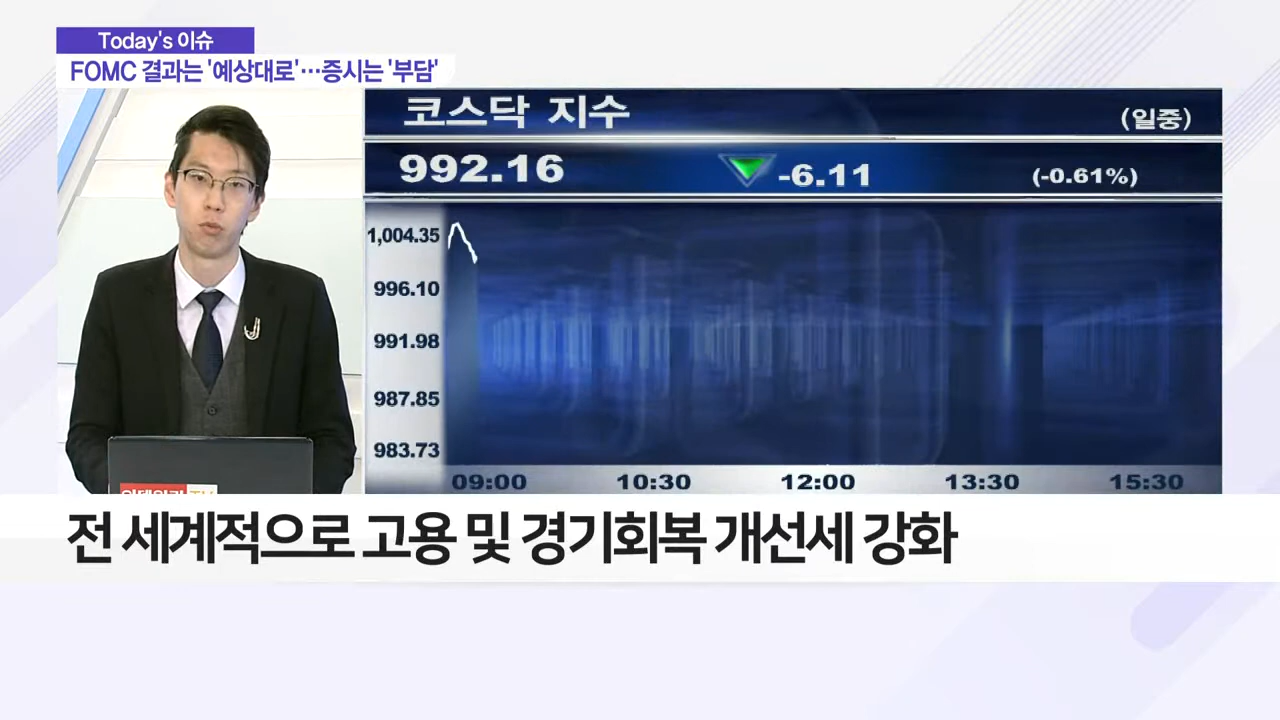 Today's 이슈
FOMC 결과는 '예상대로'…증시는 '부담'
코스닥 지수
(일중)
992.16
-6.11
(-0.61%)
1,004.35
996.10
991.98
987.85
983.73
09:00 10:30 12:00 13:30 15:30
전 세계적으로 고용 및 경기회복 개선세 강화